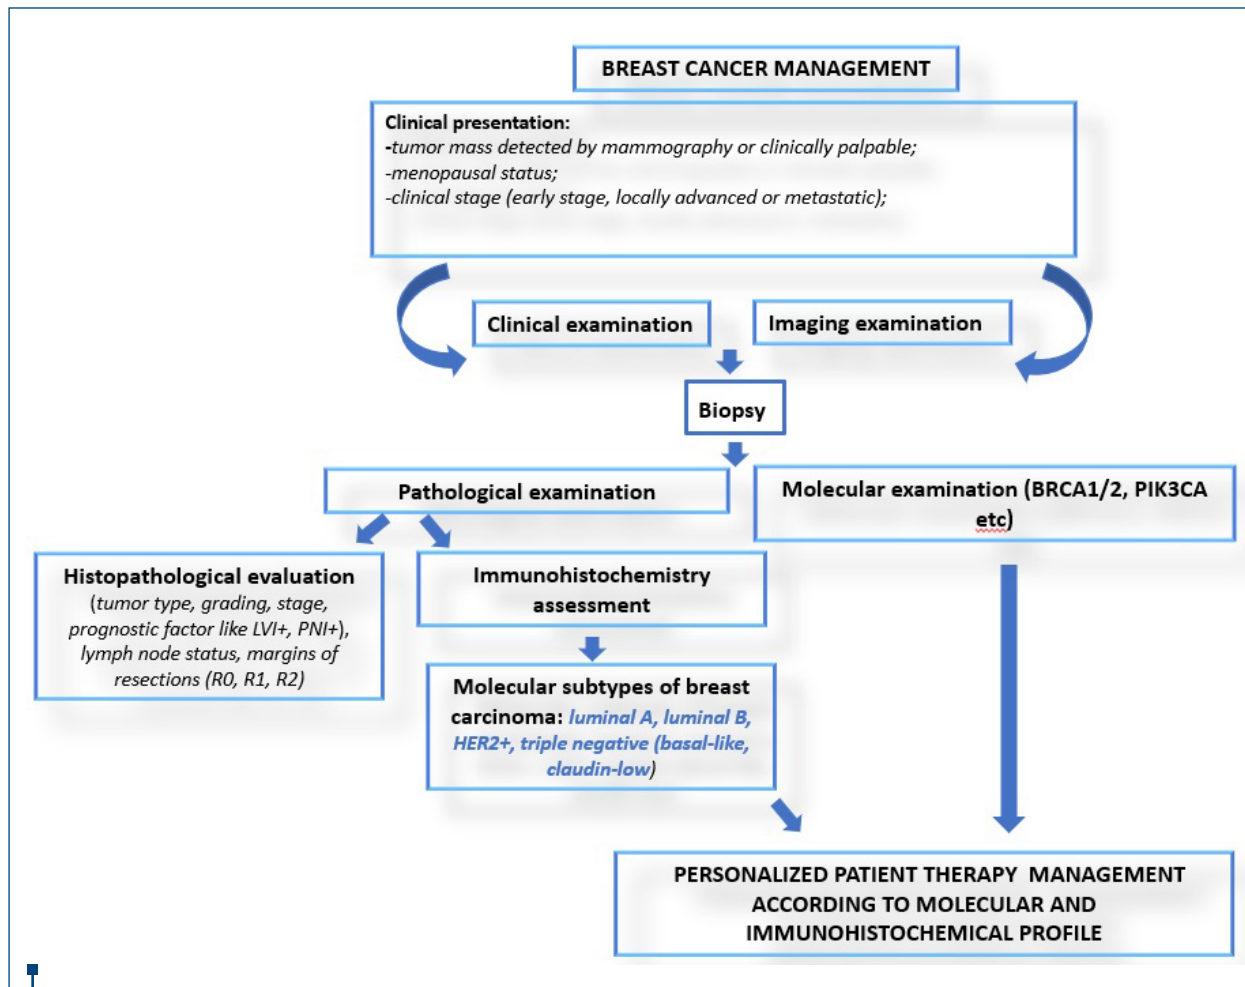 BREAST CANCER MANAGEMENT
Clinical presentation:
-tumor mass detected by mammography or clinically palpable;
-menopausal status;
-clinical stage (early stage, locally advanced or metastatic);
Clinical examination
Imaging examination
Biopsy
Pathological examination
Molecular examination (BRCA1/2, PIK3CA
etc)
Histopathological evaluation
(tumor type, grading, stage,
prognostic factor like LVI+, PNI+),
lymph node status, margins of
resections (R0, R1, R2)
Immunohistochemistry
assessment
Molecular subtypes of breast
carcinoma: luminal A, luminal B,
HER2+, triple negative (basal-like,
claudin-low)
PERSONALIZED PATIENT THERAPY  MANAGEMENT
ACCORDING TO MOLECULAR AND
IMMUNOHISTOCHEMICAL PROFILE